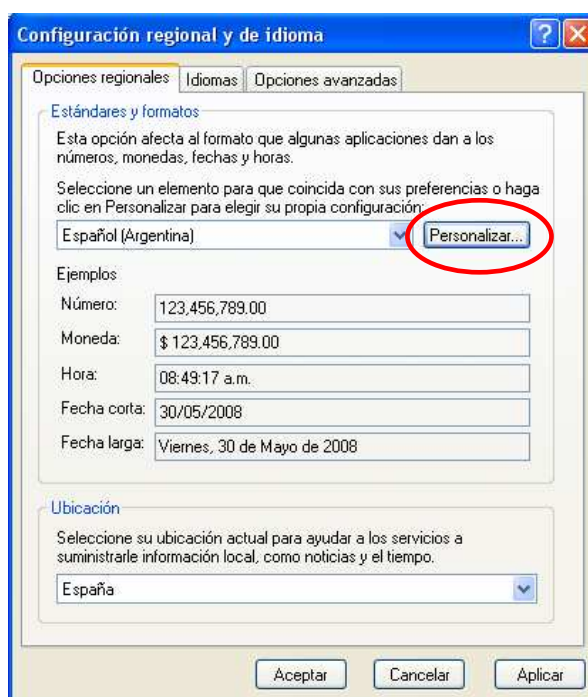 Configuración regional y de idioma
Opciones regionales Idiomas Opciones avanzadas
Estándares y formatos
Esta opción afecta al formato que algunas aplicaciones dan a los
números, monedas, fechas y horas.
Seleccione un elemento para que coincida con sus preferencias o haga
clic en Personalizar para elegir su propia configuración:
Español (Argentina) Personalizar...
Ejemplos
Número: 123,456,789.00
Moneda: $ 123,456,789.00
Hora: 08:49:17 a.m.
Fecha corta: 30/05/2008
Fecha larga: Viernes, 30 de Mayo de 2008
Ubicación
Seleccione su ubicación actual para ayudar a los servicios a
suministrarle información local, como noticias y el tiempo.
España
Aceptar Cancelar Aplicar